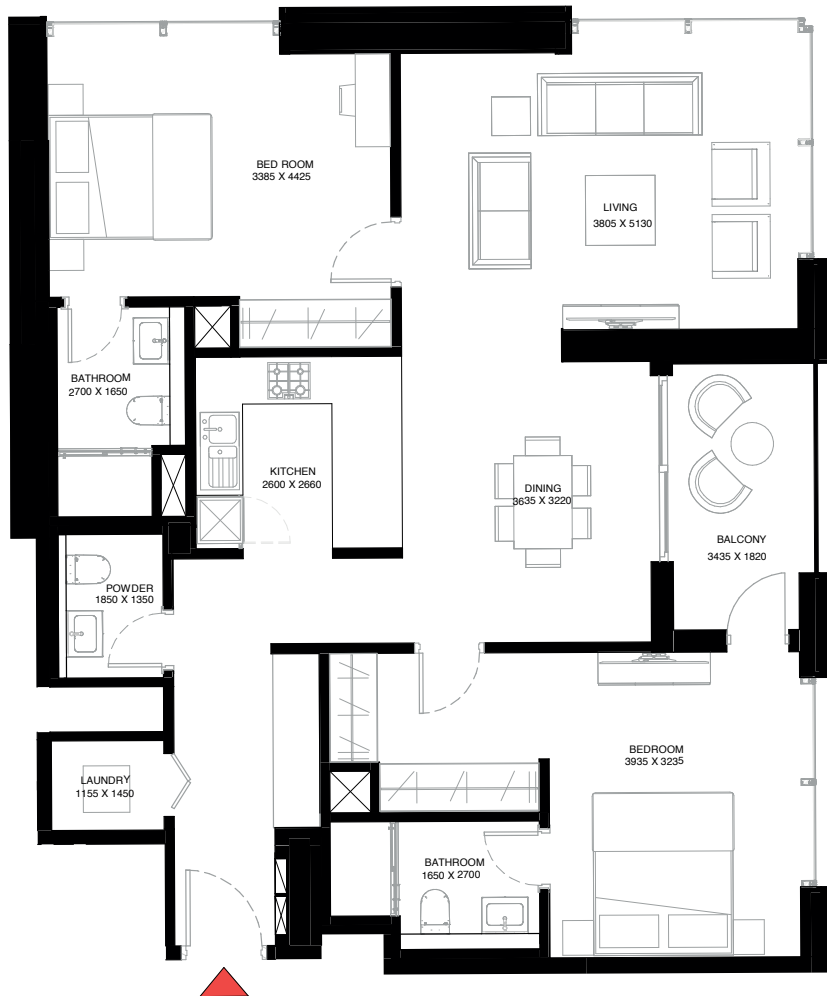 BED ROOM
3385 X 4425
LIVING
3805 X 5130
BATHROOM
2700 X 1650
KITCHEN
2600 X 2660
DINING
3635 X 3220
BALCONY
3435 X 1820
POWDER
1850 X 1350
BEDROOM
3935 X 3235
LAUNDRY
1155 X 1450
BATHROOM
1650 X 2700